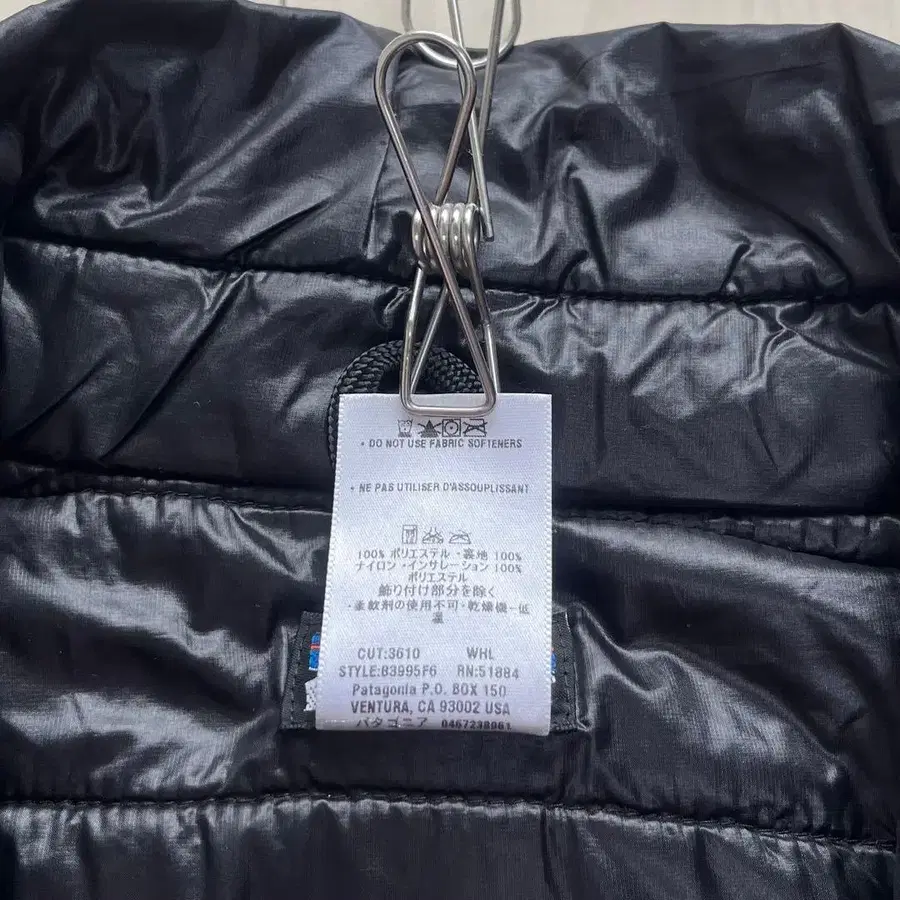 • DO NOT USE FABRIC SOFTENERS
• NE PAS UTILISER D'ASSOUPLISSANT
100% ポリエステル・裏地 100%
ナイロン・インサレーション 100%
ポリエステル
飾り付け部分を除く
・柔軟剤の使用不可・乾燥機-低
温
CUT:3610 WHL
STYLE:83995F6 RN:51884
Patagonia P.O. BOX 150
VENTURA, CA 93002 USA
パタゴニア 0467238961